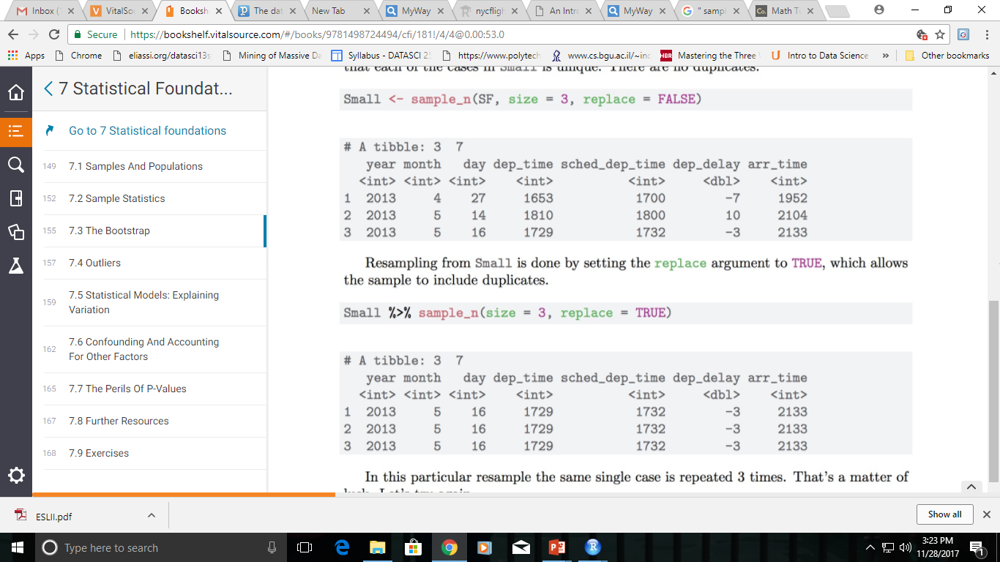 Inbox (
VitalSou
Booksh
The dat
New Tab
MyWay
nycfligh
An Intro
MyWay
" sampl
Co.
Math T
Secure
https://bookshelf.vitalsource.com/#/books/9781498724494/cfi/181!/4/4@0.00:53.0
Apps
Chrome
eliassi.org/datasci13s
Mining of Massive Da
Syllabus - DATASCI 25
https://www.polytech
www.cs.bgu.ac.il/~inc
HBR
Mastering the Three
Intro to Data Science
»
Other bookmarks
7 Statistical Foundat...
Go to 7 Statistical foundations
149 7.1 Samples And Populations
152 7.2 Sample Statistics
155 7.3 The Bootstrap
157 7.4 Outliers
159 7.5 Statistical Models: Explaining
Variation
162 7.6 Confounding And Accounting
For Other Factors
165 7.7 The Perils Of P-Values
167 7.8 Further Resources
168 7.9 Exercises
that each of the cases in Small is unique. There are no duplicates.
Small <- sample_n(SF, size = 3, replace = FALSE)
# A tibble: 3 7
year month day dep_time sched_dep_time dep_delay arr_time
<int> <int> <int> <int> <int> <dbl> <int>
1 2013 4 27 1653 1700 -7 1952
2 2013 5 14 1810 1800 10 2104
3 2013 5 16 1729 1732 -3 2133
Resampling from Small is done by setting the replace argument to TRUE, which allows
the sample to include duplicates.
Small %>% sample_n(size = 3, replace = TRUE)
# A tibble: 3 7
year month day dep_time sched_dep_time dep_delay arr_time
<int> <int> <int> <int> <int> <dbl> <int>
1 2013 5 16 1729 1732 -3 2133
2 2013 5 16 1729 1732 -3 2133
3 2013 5 16 1729 1732 -3 2133
In this particular resample the same single case is repeated 3 times. That's a matter of
ESLII.pdf
Show all
Type here to search
3:23 PM
11/28/2017
1